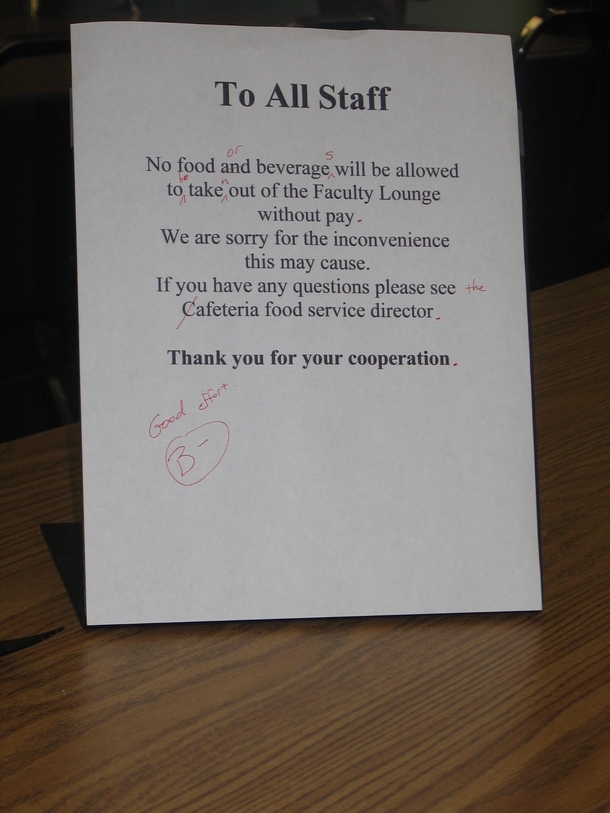 To All Staff
or s
No food and beverage will be allowed
be n
to take out of the Faculty Lounge
without pay.
We are sorry for the inconvenience
this may cause.
If you have any questions please see the
Cafeteria food service director.
Thank you for your cooperation.
Good effort.
B-